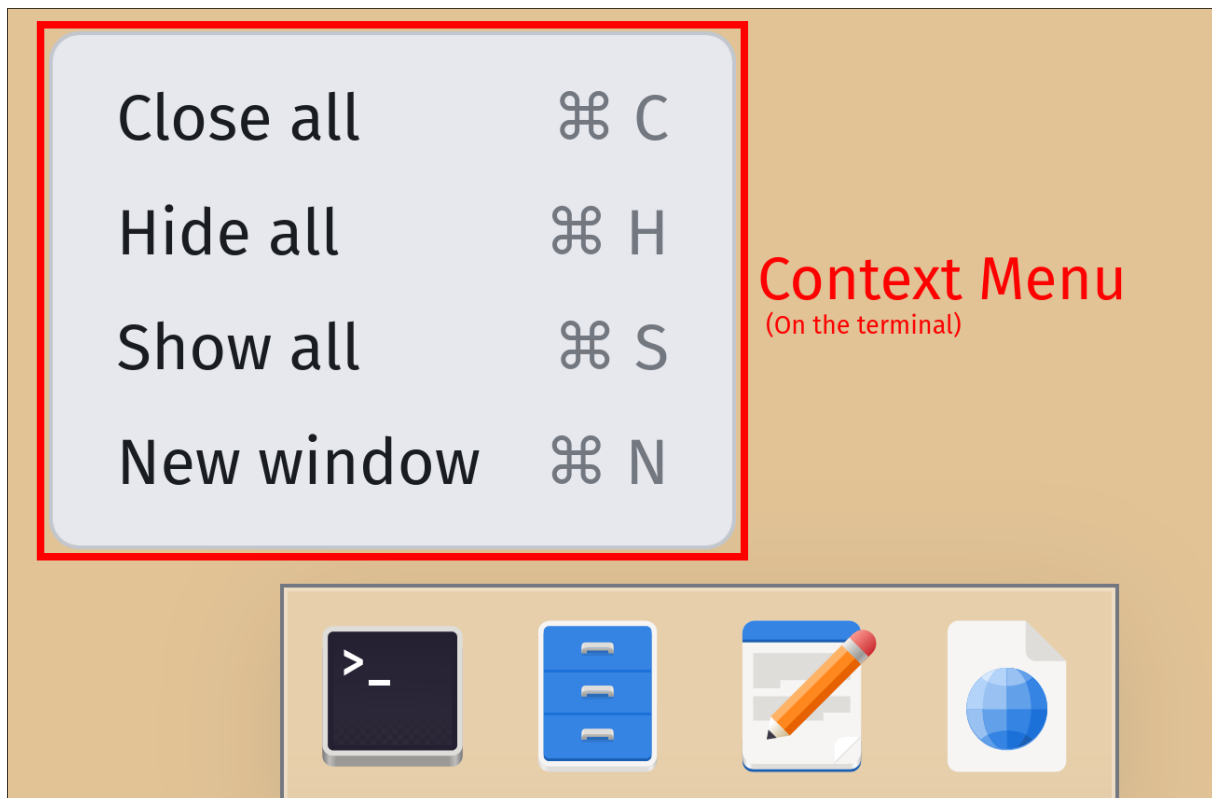 Close all ⌘ C
Hide all ⌘ H
Show all ⌘ S
New window ⌘ N
Context Menu
(On the terminal)
>_